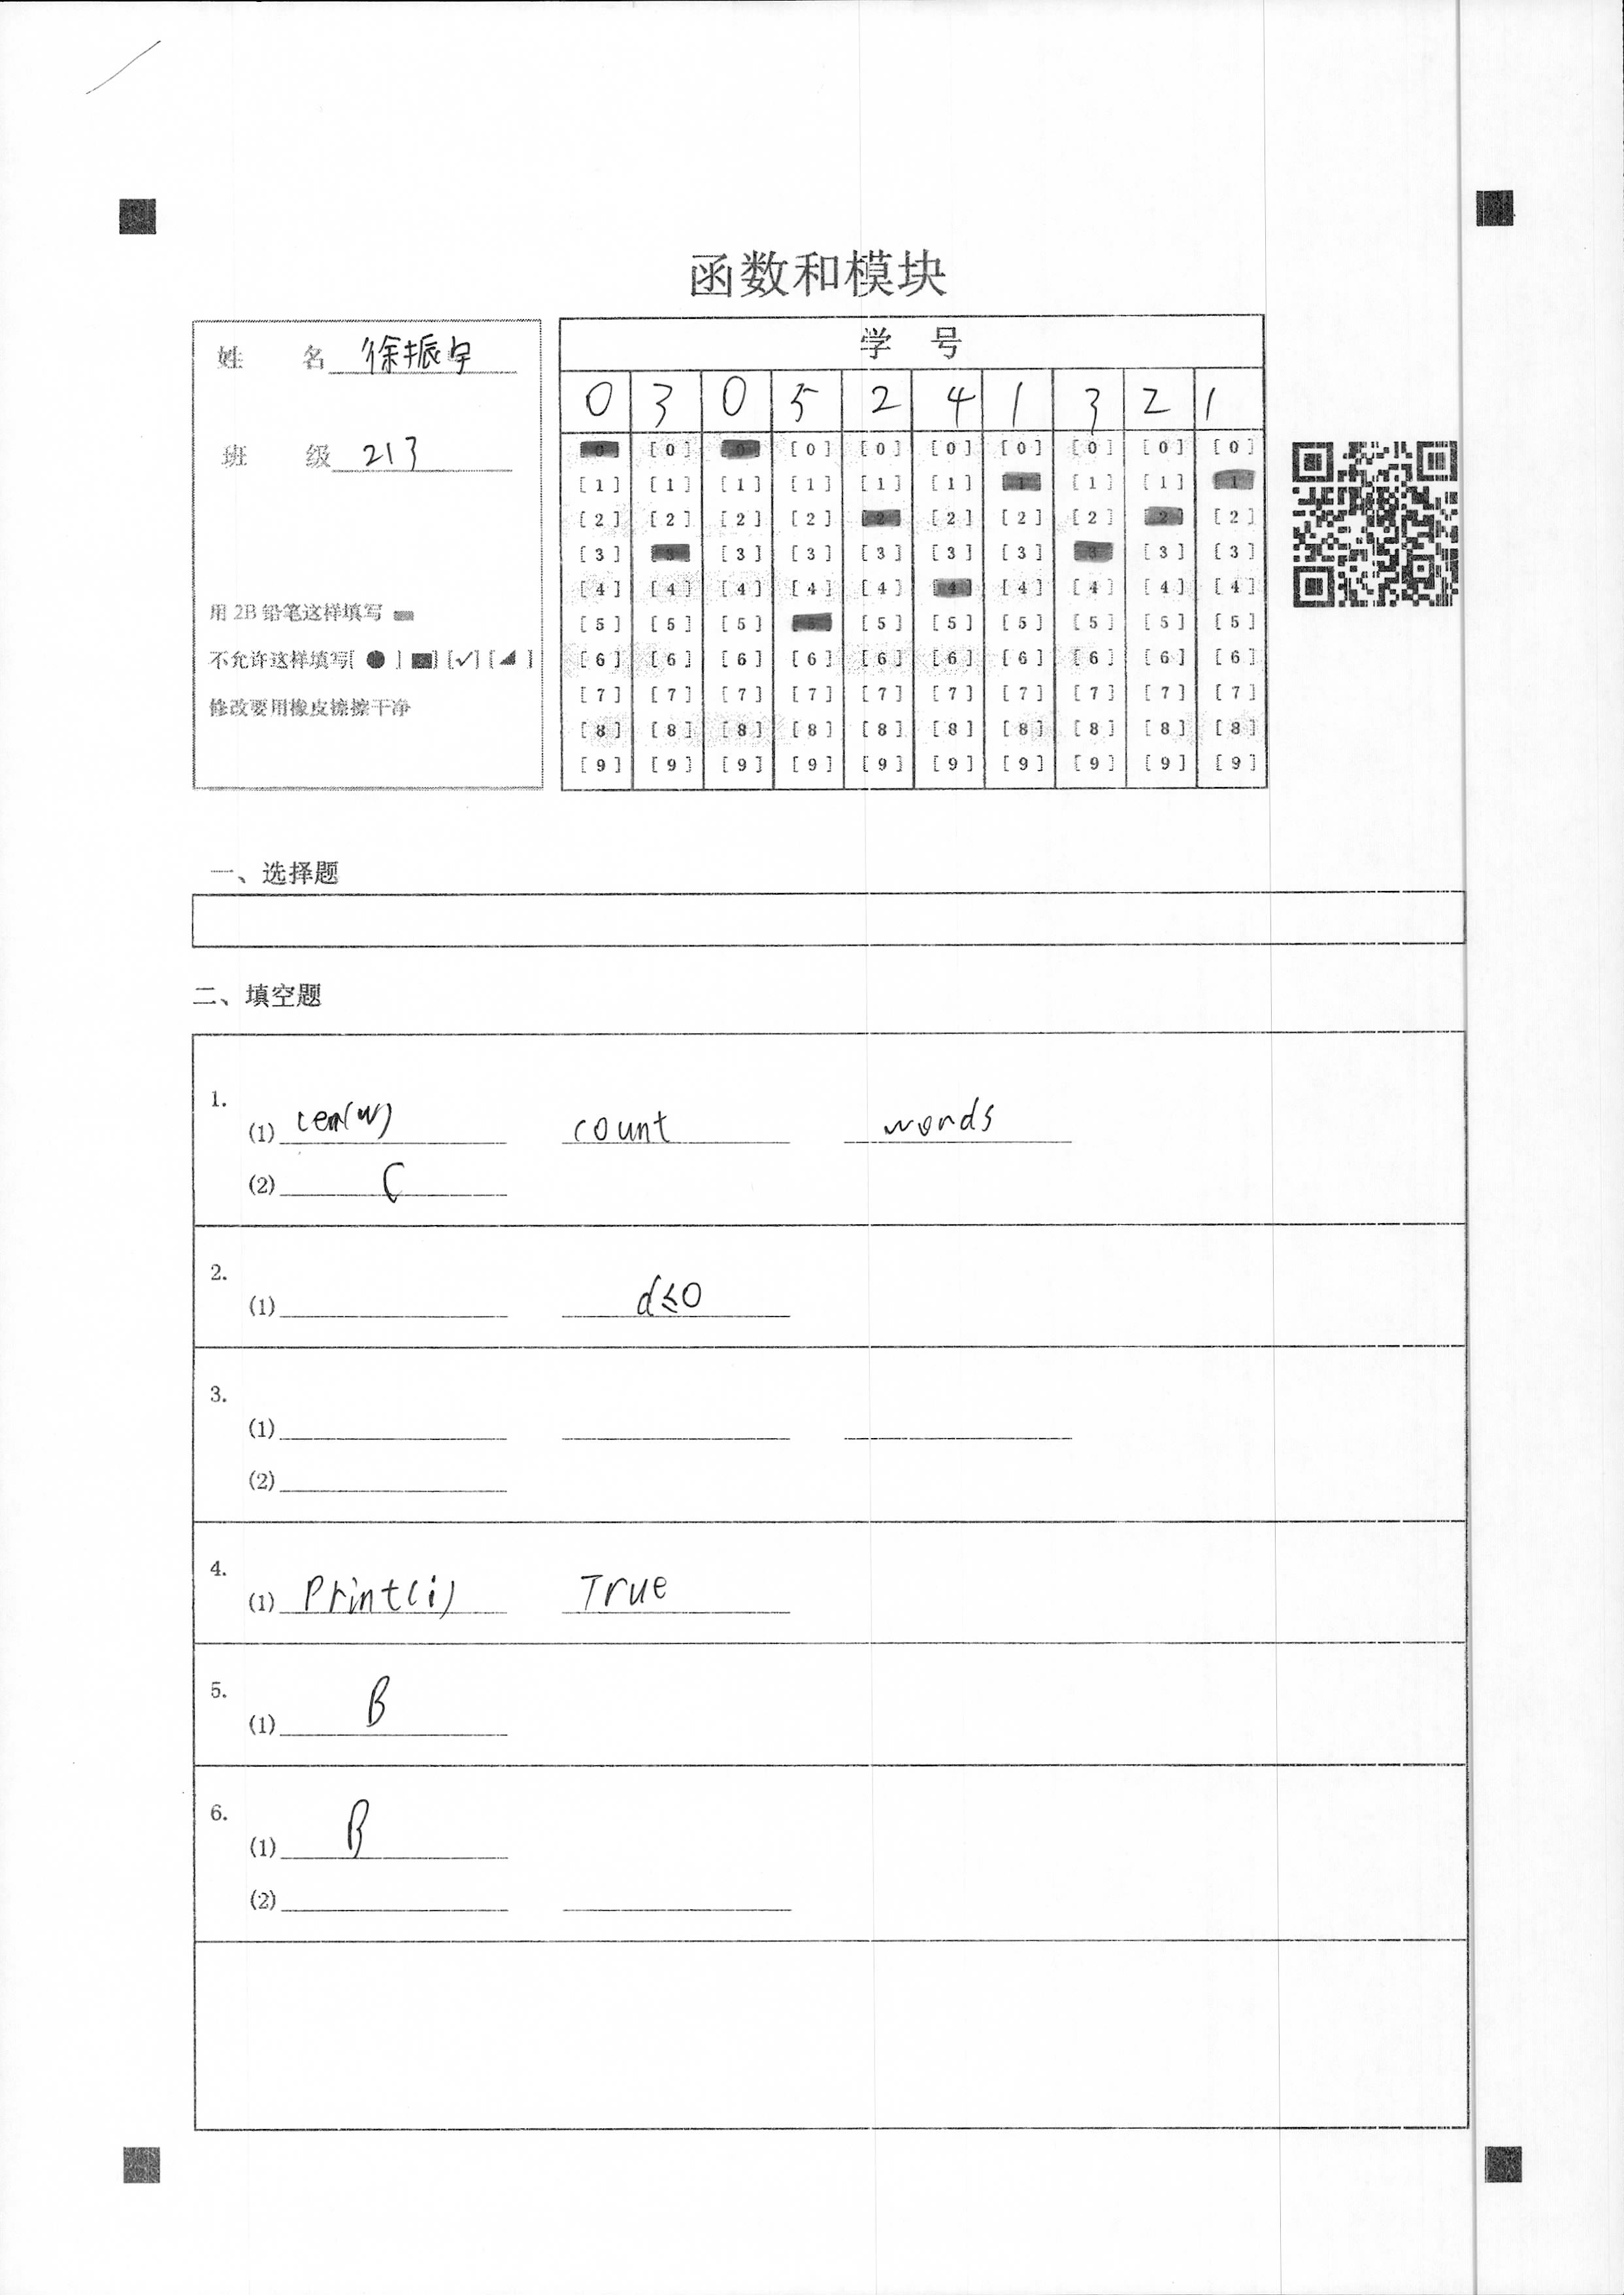 函数和模块
姓 名 徐振宇
班 级 213
用 2B 铅笔这样填写
不允许这样填写[ ● ] [■] [✓] [◢ ]
修改要用橡皮擦擦干净
学 号
0 3 0 5 2 4 1 3 2 1
[0] [0] [0] [0] [0] [0] [0] [0] [0] [0]
[1] [1] [1] [1] [1] [1] [1] [1] [1] [1]
[2] [2] [2] [2] [2] [2] [2] [2] [2] [2]
[3] [3] [3] [3] [3] [3] [3] [3] [3] [3]
[4] [4] [4] [4] [4] [4] [4] [4] [4] [4]
[5] [5] [5] [5] [5] [5] [5] [5] [5] [5]
[6] [6] [6] [6] [6] [6] [6] [6] [6] [6]
[7] [7] [7] [7] [7] [7] [7] [7] [7] [7]
[8] [8] [8] [8] [8] [8] [8] [8] [8] [8]
[9] [9] [9] [9] [9] [9] [9] [9] [9] [9]
一、选择题
二、填空题
1.
(1) len(w) count words
(2) C
2.
(1) d≤0
3.
(1)
(2)
4.
(1) Print(i) True
5.
(1) B
6.
(1) B
(2)